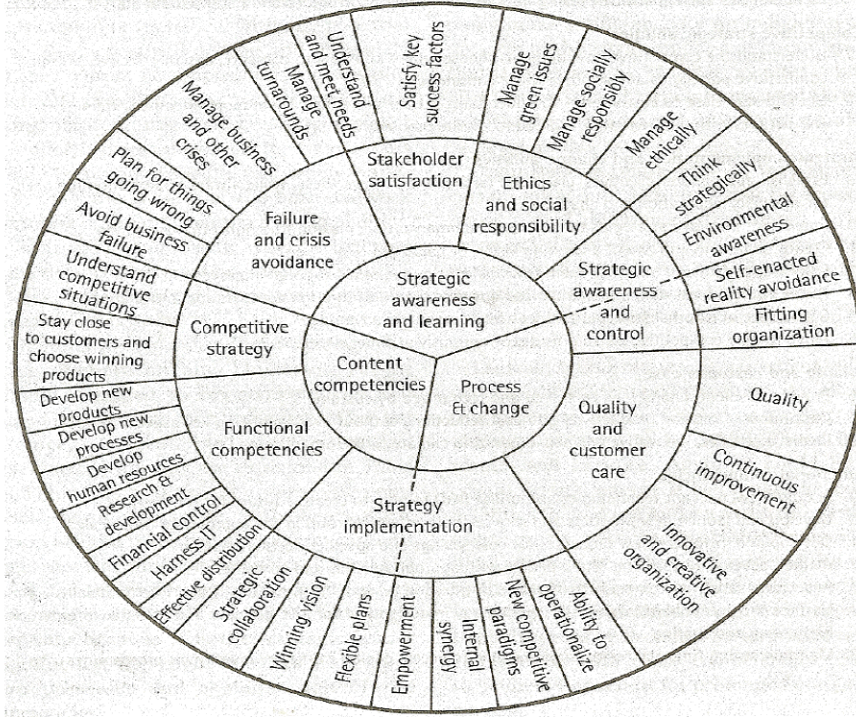 Strategic
awareness
and learning
Content
competencies
Process
& change
Stakeholder
satisfaction
Ethics
and social
responsibility
Strategic
awareness
and
control
Quality
and
customer
care
Strategy
implementation
Functional
competencies
Competitive
strategy
Failure
and crisis
avoidance
Understand
and meet needs
Satisfy key
success factors
Manage
green issues
Manage socially
responsibly
Manage
ethically
Think
strategically
Environmental
awareness
Self-enacted
reality avoidance
Fitting
organization
Quality
Continuous
improvement
Innovative
and creative
organization
Ability to
operationalize
New competitive
paradigms
Internal
synergy
Empowerment
Flexible plans
Winning vision
Strategic
collaboration
Effective distribution
Harness IT
Financial control
Research &
development
Develop
human resources
Develop new
processes
Develop new
products
Stay close
to customers and
choose winning
products
Understand
competitive
situations
Avoid business
failure
Plan for things
going wrong
Manage business
and other
crises
Manage
turnarounds